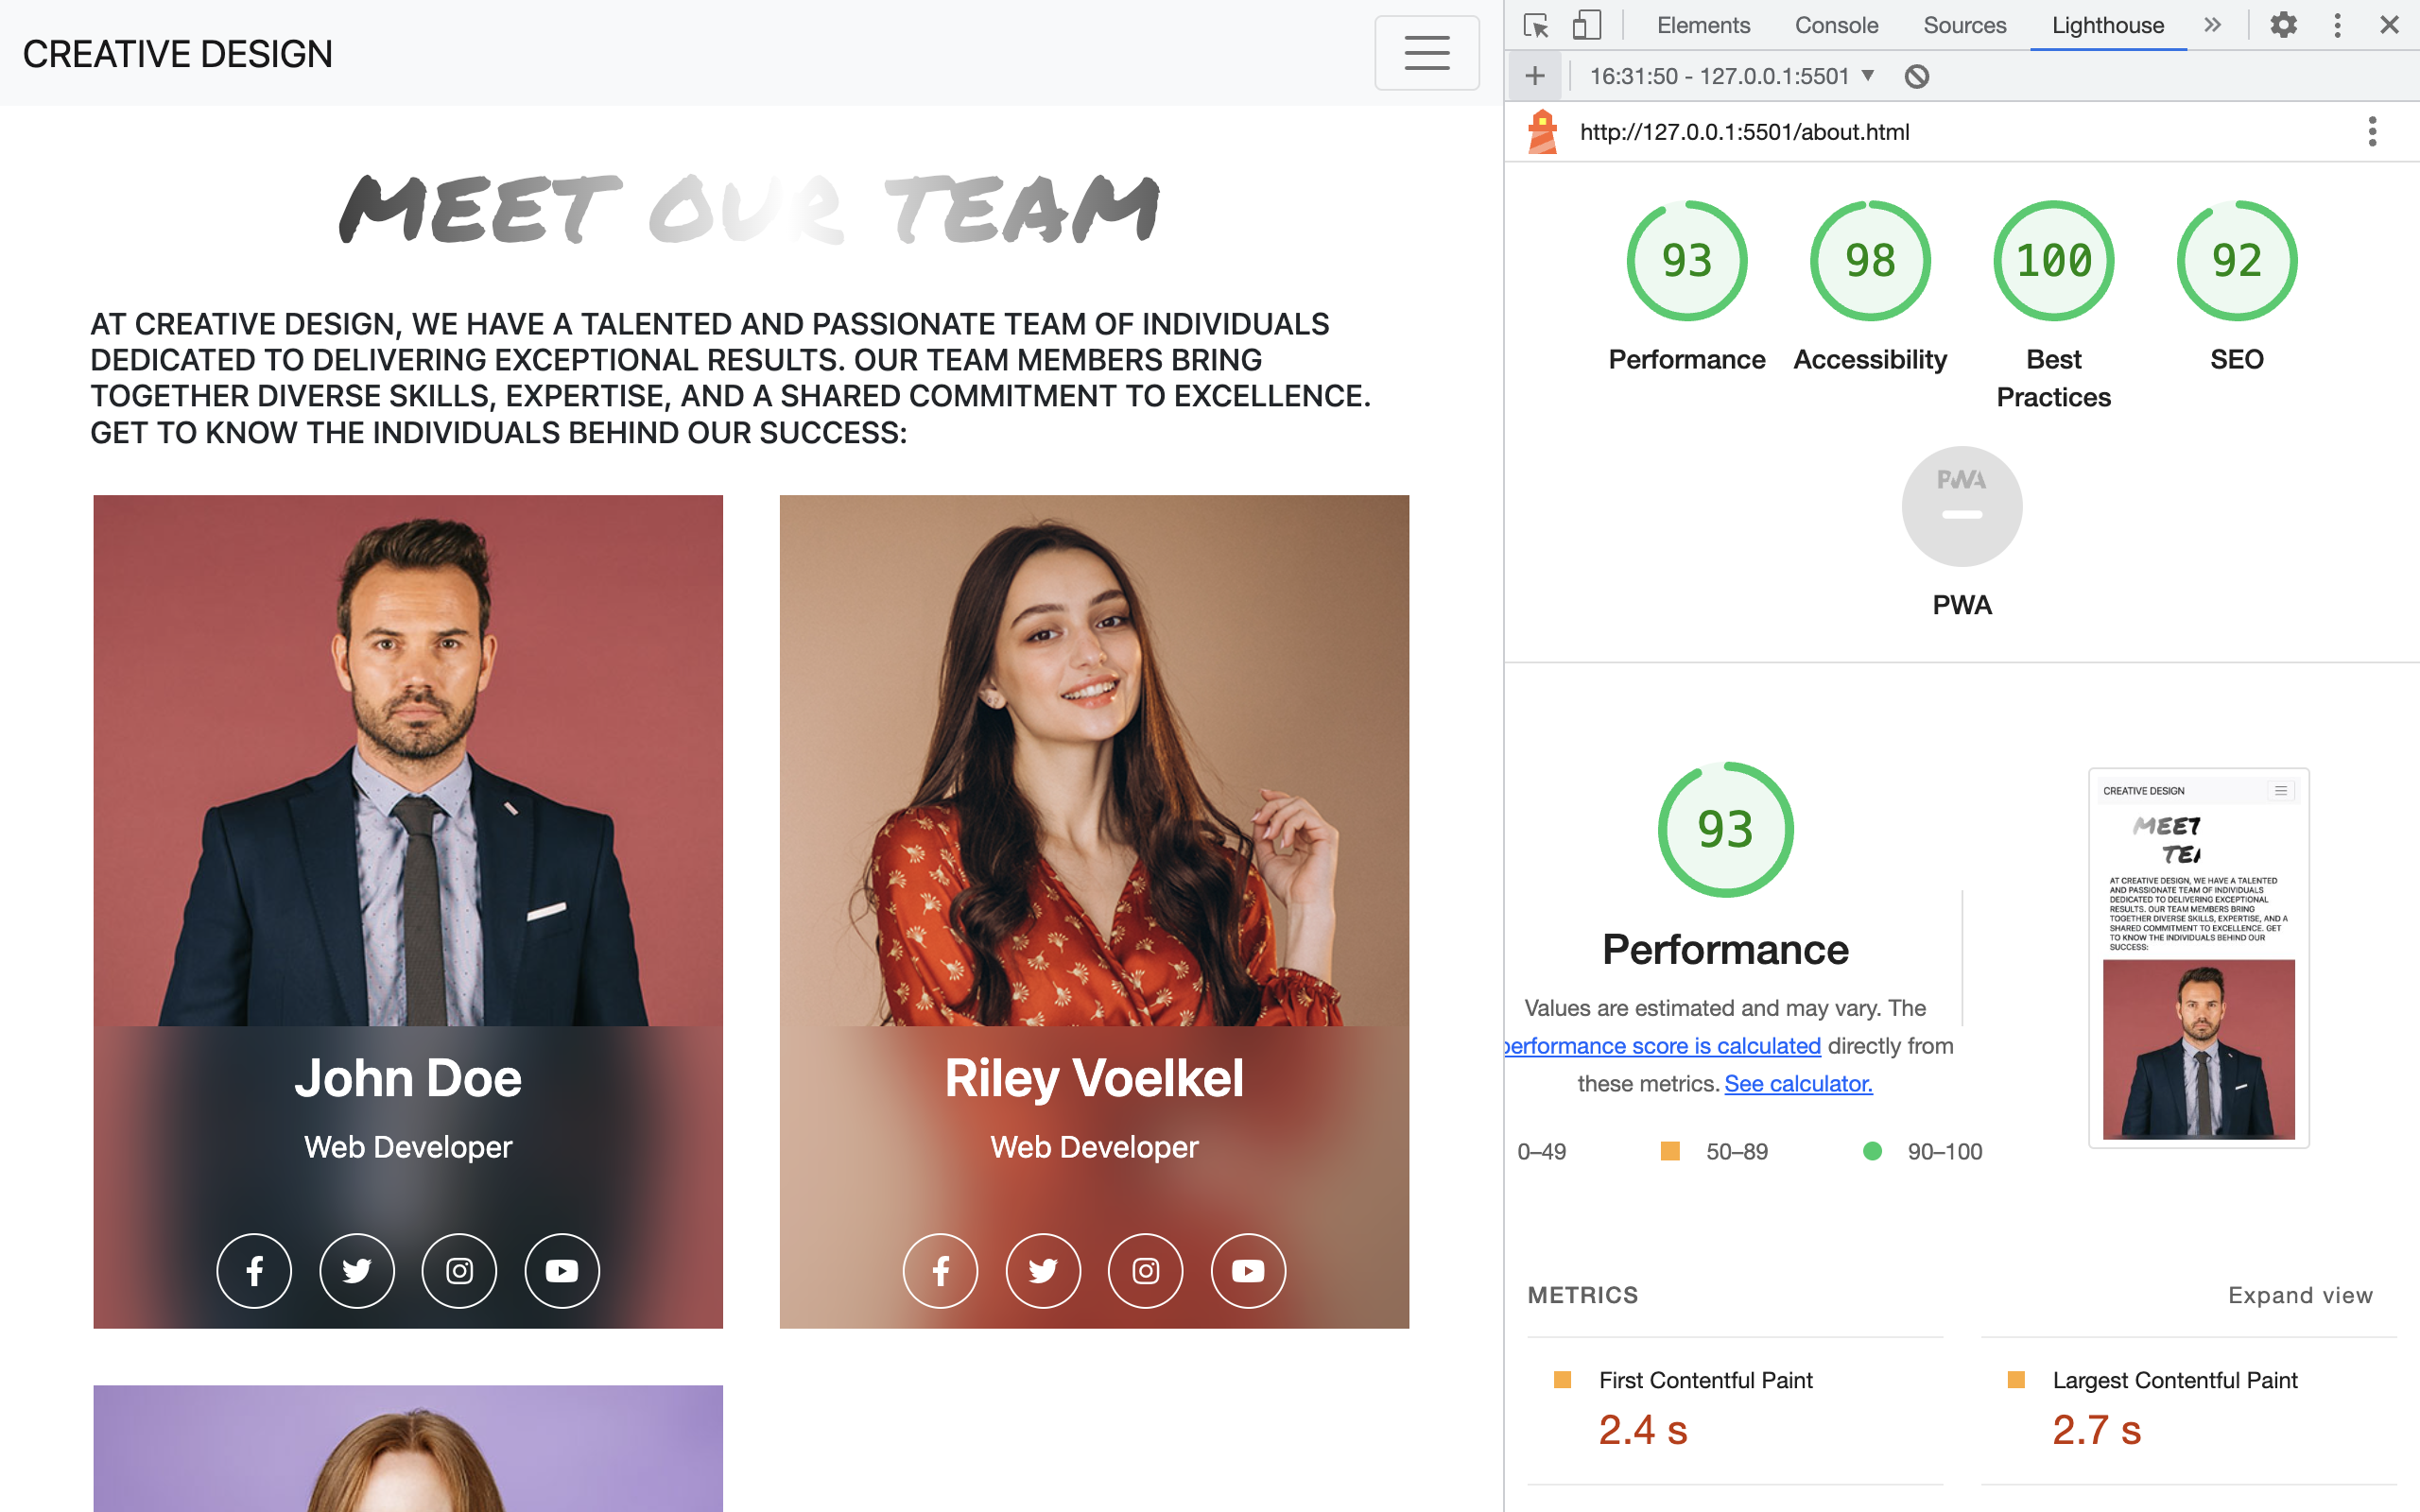 CREATIVE DESIGN
MEET OUR TEAM
AT CREATIVE DESIGN, WE HAVE A TALENTED AND PASSIONATE TEAM OF INDIVIDUALS
DEDICATED TO DELIVERING EXCEPTIONAL RESULTS. OUR TEAM MEMBERS BRING
TOGETHER DIVERSE SKILLS, EXPERTISE, AND A SHARED COMMITMENT TO EXCELLENCE.
GET TO KNOW THE INDIVIDUALS BEHIND OUR SUCCESS:
John Doe
Web Developer
Riley Voelkel
Web Developer
Elements Console Sources Lighthouse
16:31:50 - 127.0.0.1:5501
http://127.0.0.1:5501/about.html
93 98 100 92
Performance Accessibility Best Practices SEO
PWA
PWA
93
Performance
Values are estimated and may vary. The
performance score is calculated directly from
these metrics. See calculator.
0–49 50–89 90–100
CREATIVE DESIGN
MEET
TEA
AT CREATIVE DESIGN, WE HAVE A TALENTED
AND PASSIONATE TEAM OF INDIVIDUALS
DEDICATED TO DELIVERING EXCEPTIONAL
RESULTS. OUR TEAM MEMBERS BRING
TOGETHER DIVERSE SKILLS, EXPERTISE, AND A
SHARED COMMITMENT TO EXCELLENCE. GET
TO KNOW THE INDIVIDUALS BEHIND OUR
SUCCESS:
METRICS Expand view
First Contentful Paint
2.4 s
Largest Contentful Paint
2.7 s